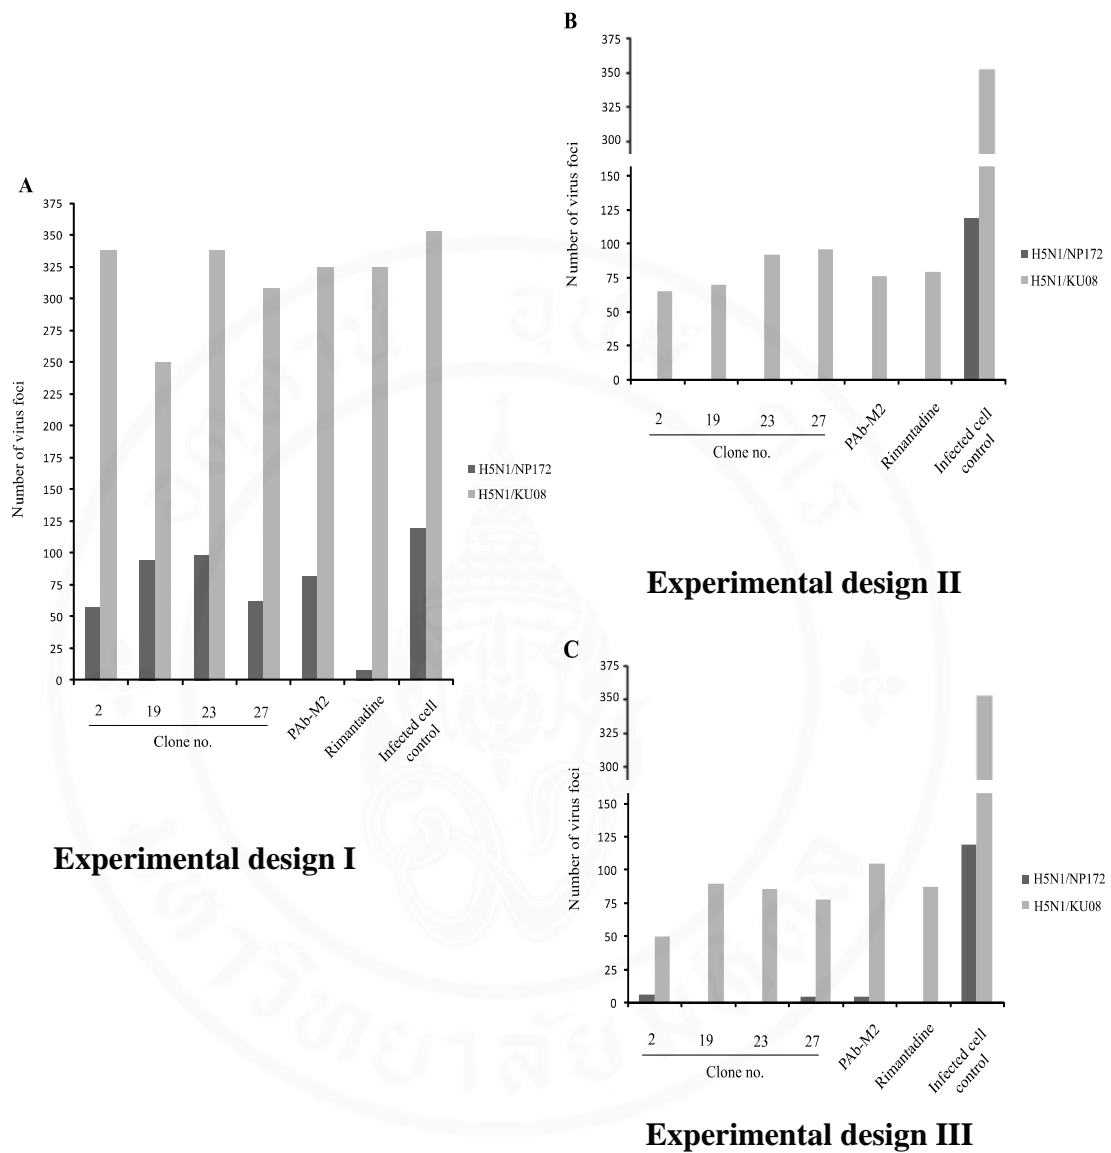 A
375
350
325
300
275
250
225
200
175
150
125
100
75
50
25
0
Number of virus foci
2 19 23 27 PAb-M2 Rimantadine Infected cell control
Clone no.
H5N1/NP172
H5N1/KU08
Experimental design I
B
375
350
325
300
150
125
100
75
50
25
0
Number of virus foci
2 19 23 27 PAb-M2 Rimantadine Infected cell control
Clone no.
H5N1/NP172
H5N1/KU08
Experimental design II
C
375
350
325
300
150
125
100
75
50
25
0
Number of virus foci
2 19 23 27 PAb-M2 Rimantadine Infected cell control
Clone no.
H5N1/NP172
H5N1/KU08
Experimental design III